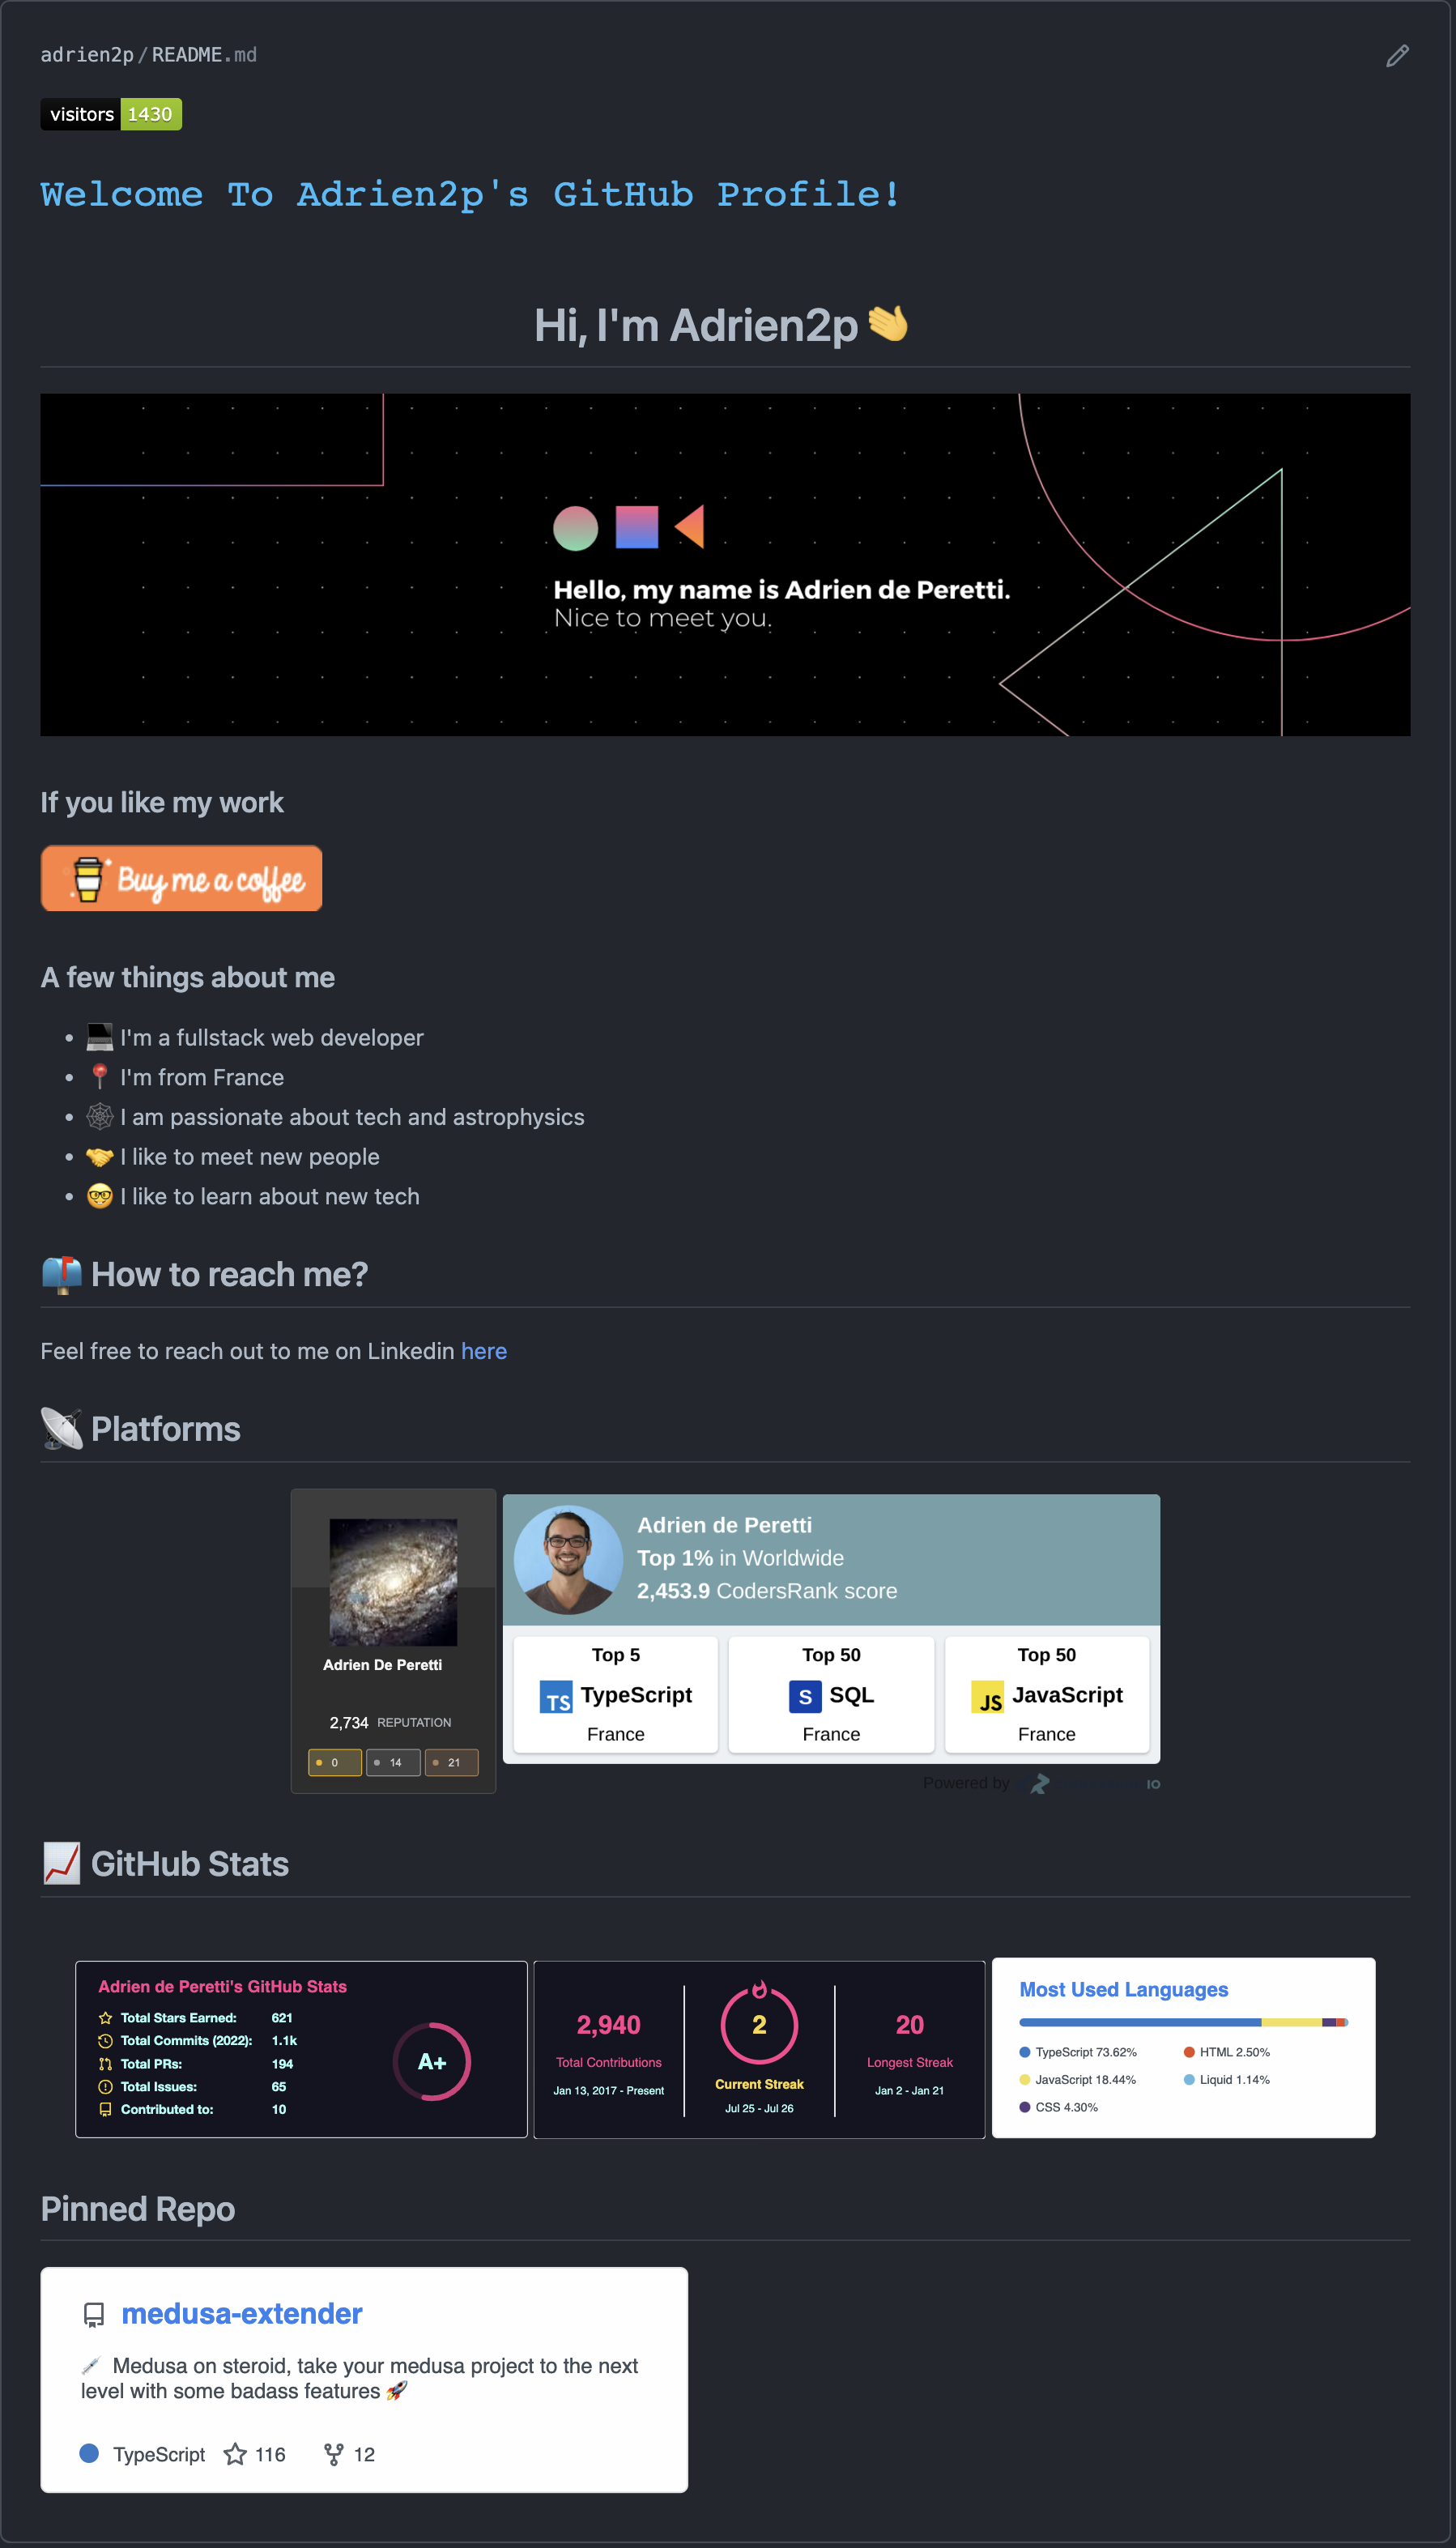 adrien2p/README.md
visitors 1430
Welcome To Adrien2p's GitHub Profile!
Hi, I'm Adrien2p 👋
Hello, my name is Adrien de Peretti.
Nice to meet you.
If you like my work
Buy me a coffee
A few things about me
• 💻 I'm a fullstack web developer
• 📍 I'm from France
• 🕸 I am passionate about tech and astrophysics
• 🤝 I like to meet new people
• 🤓 I like to learn about new tech
📫 How to reach me?
Feel free to reach out to me on Linkedin here
📡 Platforms
Adrien De Peretti
2,734 REPUTATION
0 14 21
Adrien de Peretti
Top 1% in Worldwide
2,453.9 CodersRank score
Top 5
TS TypeScript
France
Top 50
S SQL
France
Top 50
JS JavaScript
France
Powered by IO
📈 GitHub Stats
Adrien de Peretti's GitHub Stats
Total Stars Earned: 621
Total Commits (2022): 1.1k
Total PRs: 194
Total Issues: 65
Contributed to: 10
A+
2,940
Total Contributions
Jan 13, 2017 - Present
2
Current Streak
Jul 25 - Jul 26
20
Longest Streak
Jan 2 - Jan 21
Most Used Languages
TypeScript 73.62%
HTML 2.50%
JavaScript 18.44%
Liquid 1.14%
CSS 4.30%
Pinned Repo
medusa-extender
💉 Medusa on steroid, take your medusa project to the next
level with some badass features 🚀
TypeScript 116 12